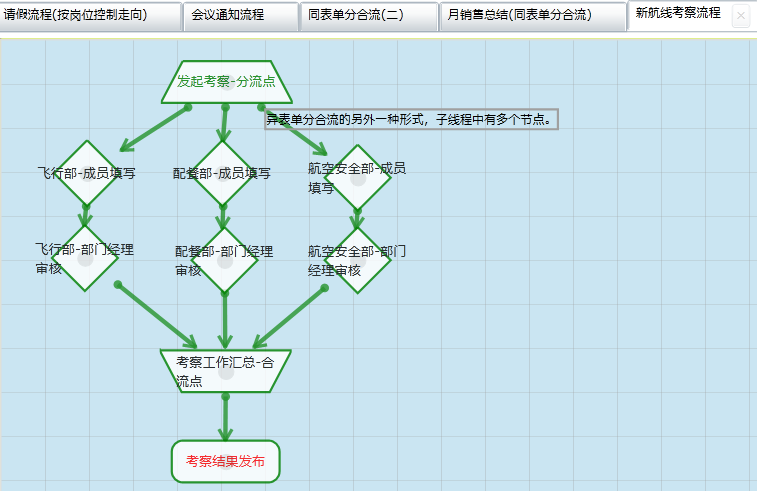 请假流程(按岗位控制走向)
会议通知流程
同表单分合流(二)
月销售总结(同表单分合流)
新航线考察流程
发起考察-分流点
异表单分合流的另外一种形式，子线程中有多个节点。
飞行部-成员填写
配餐部-成员填写
航空安全部-成员
填写
飞行部-部门经理
审核
配餐部-部门经理
审核
航空安全部-部门
经理审核
考察工作汇总-合
流点
考察结果发布